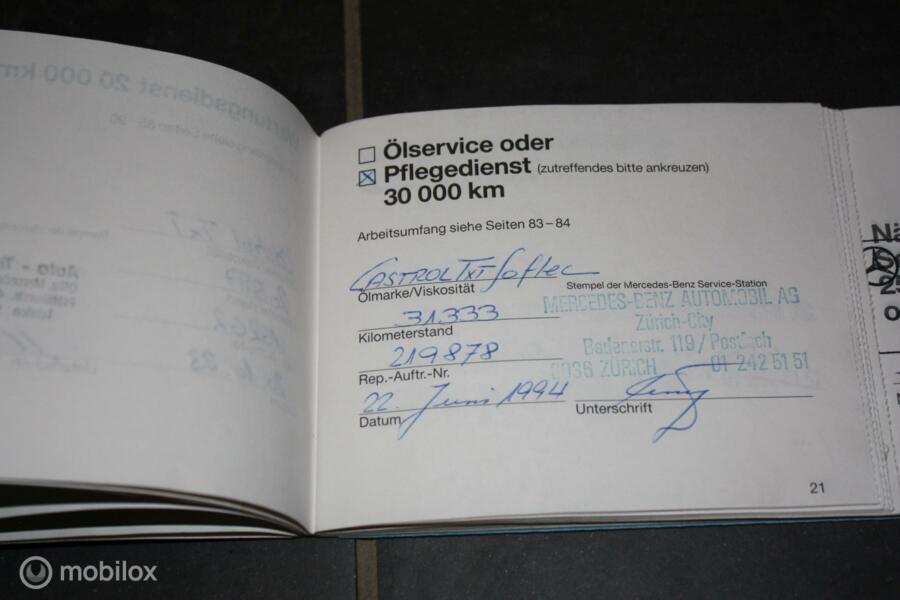 Ölservice oder
Pflegedienst (zutreffendes bitte ankreuzen)
30 000 km
Arbeitsumfang siehe Seiten 83–84
CASTROL TXT Softec
Ölmarke/Viskosität
Stempel der Mercedes-Benz Service-Station
MERCEDES-BENZ AUTOMOBIL AG
31.333
Zürich-City
Kilometerstand
Badenerstr. 119 / Postfach
219878
8036 ZÜRICH 01 242 51 51
Rep.-Auftr.-Nr.
22. Juni 1994
Datum
Unterschrift
21
mobilox